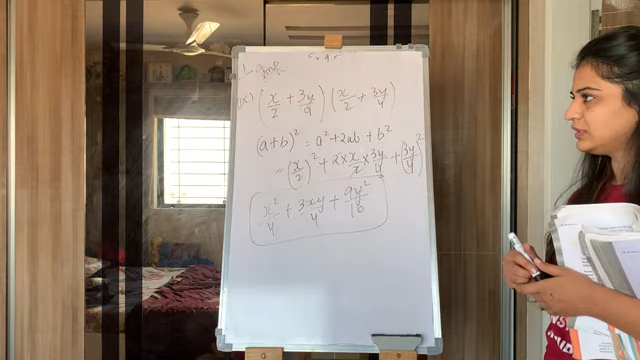 ix) (x/2 + 3y/4) (x/2 + 3y/4)
(a+b)² = a² + 2ab + b²
= (x/2)² + 2 × x/2 × 3y/4 + (3y/4)²
x²/4 + 3xy/4 + 9y²/16